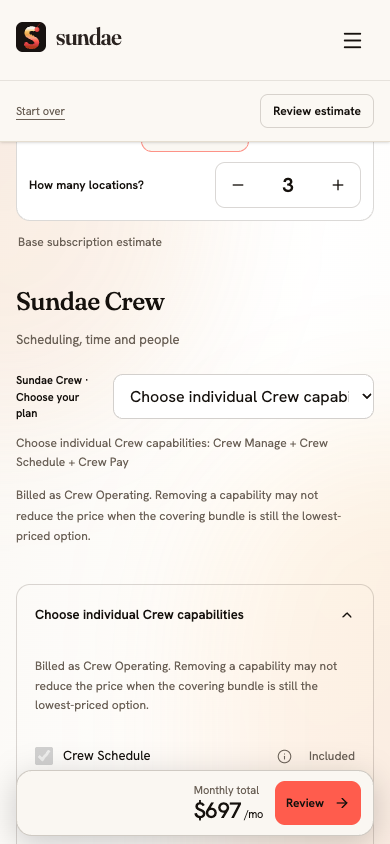 sundae
Start over
Review estimate
How many locations?
3
Base subscription estimate
Sundae Crew
Scheduling, time and people
Sundae Crew ·
Choose your
plan
Choose individual Crew capabi
Choose individual Crew capabilities: Crew Manage + Crew
Schedule + Crew Pay
Billed as Crew Operating. Removing a capability may not
reduce the price when the covering bundle is still the lowest-
priced option.
Choose individual Crew capabilities
Billed as Crew Operating. Removing a capability may not
reduce the price when the covering bundle is still the
lowest-priced option.
Crew Schedule
Included
Monthly total
$697 /mo
Review